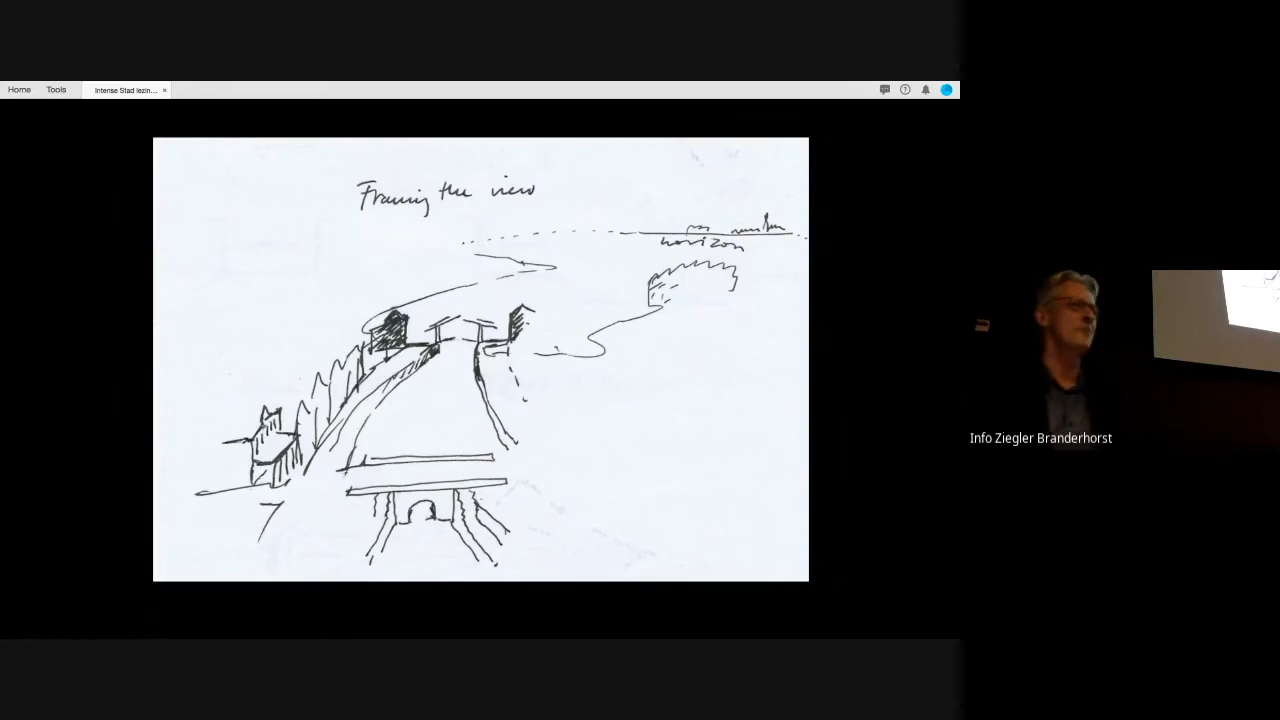 Home Tools Intense Stad lezin... ×
Framing the view
horizon
Info Ziegler Branderhorst